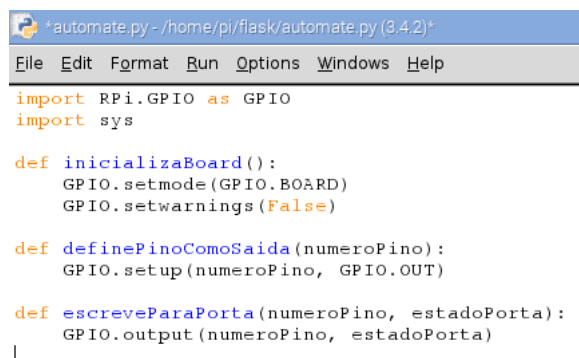 *automate.py - /home/pi/flask/automate.py (3.4.2)*
File Edit Format Run Options Windows Help
import RPi.GPIO as GPIO
import sys
def inicializaBoard():
    GPIO.setmode(GPIO.BOARD)
    GPIO.setwarnings(False)
def definePinoComoSaida(numeroPino):
    GPIO.setup(numeroPino, GPIO.OUT)
def escreveParaPorta(numeroPino, estadoPorta):
    GPIO.output(numeroPino, estadoPorta)